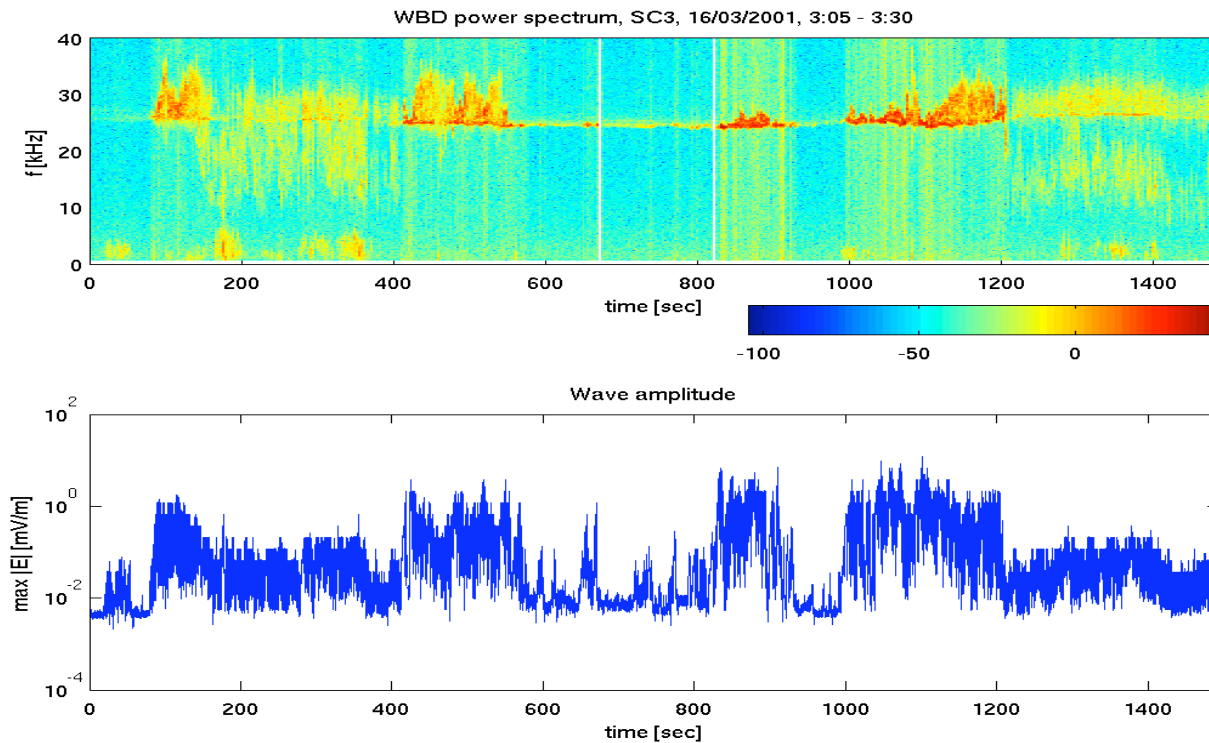 WBD power spectrum, SC3, 16/03/2001, 3:05 - 3:30
40
30
20
10
0
f [kHz]
0 200 400 600 800 1000 1200 1400
time [sec]
-100 -50 0
Wave amplitude
10^2
10^0
10^-2
10^-4
max |E| [mV/m]
0 200 400 600 800 1000 1200 1400
time [sec]